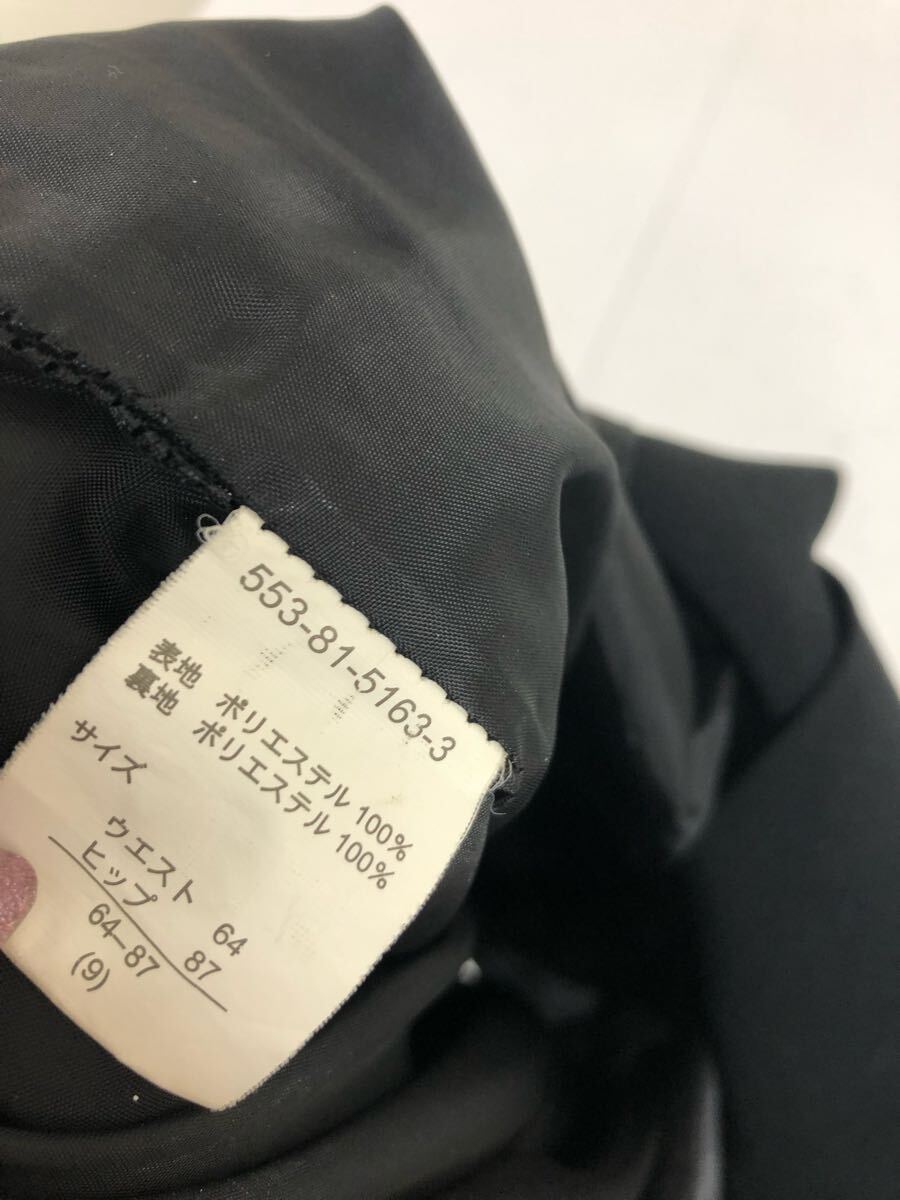 553-81-5163-3
表地 ポリエステル 100%
裏地 ポリエステル 100%
サイズ
ウエスト 64
ヒップ 87
64-87
(9)